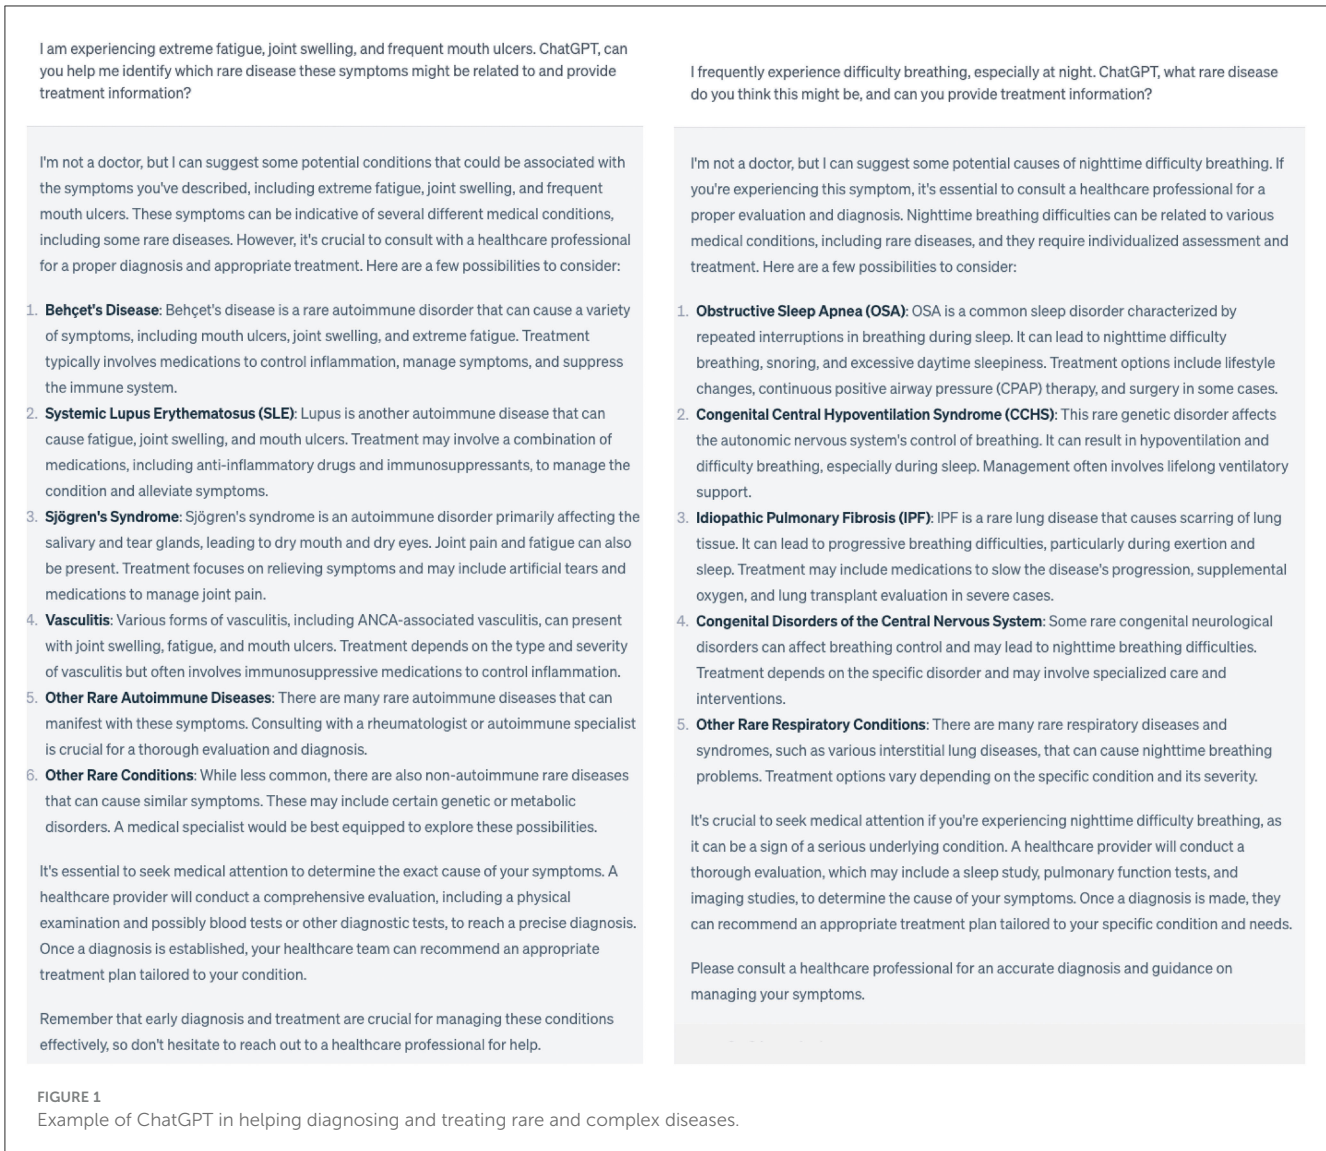 I am experiencing extreme fatigue, joint swelling, and frequent mouth ulcers. ChatGPT, can
you help me identify which rare disease these symptoms might be related to and provide
treatment information?
I'm not a doctor, but I can suggest some potential conditions that could be associated with
the symptoms you've described, including extreme fatigue, joint swelling, and frequent
mouth ulcers. These symptoms can be indicative of several different medical conditions,
including some rare diseases. However, it's crucial to consult with a healthcare professional
for a proper diagnosis and appropriate treatment. Here are a few possibilities to consider:
1. Behçet's Disease: Behçet's disease is a rare autoimmune disorder that can cause a variety
of symptoms, including mouth ulcers, joint swelling, and extreme fatigue. Treatment
typically involves medications to control inflammation, manage symptoms, and suppress
the immune system.
2. Systemic Lupus Erythematosus (SLE): Lupus is another autoimmune disease that can
cause fatigue, joint swelling, and mouth ulcers. Treatment may involve a combination of
medications, including anti-inflammatory drugs and immunosuppressants, to manage the
condition and alleviate symptoms.
3. Sjögren's Syndrome: Sjögren's syndrome is an autoimmune disorder primarily affecting the
salivary and tear glands, leading to dry mouth and dry eyes. Joint pain and fatigue can also
be present. Treatment focuses on relieving symptoms and may include artificial tears and
medications to manage joint pain.
4. Vasculitis: Various forms of vasculitis, including ANCA-associated vasculitis, can present
with joint swelling, fatigue, and mouth ulcers. Treatment depends on the type and severity
of vasculitis but often involves immunosuppressive medications to control inflammation.
5. Other Rare Autoimmune Diseases: There are many rare autoimmune diseases that can
manifest with these symptoms. Consulting with a rheumatologist or autoimmune specialist
is crucial for a thorough evaluation and diagnosis.
6. Other Rare Conditions: While less common, there are also non-autoimmune rare diseases
that can cause similar symptoms. These may include certain genetic or metabolic
disorders. A medical specialist would be best equipped to explore these possibilities.
It's essential to seek medical attention to determine the exact cause of your symptoms. A
healthcare provider will conduct a comprehensive evaluation, including a physical
examination and possibly blood tests or other diagnostic tests, to reach a precise diagnosis.
Once a diagnosis is established, your healthcare team can recommend an appropriate
treatment plan tailored to your condition.
Remember that early diagnosis and treatment are crucial for managing these conditions
effectively, so don't hesitate to reach out to a healthcare professional for help.
I frequently experience difficulty breathing, especially at night. ChatGPT, what rare disease
do you think this might be, and can you provide treatment information?
I'm not a doctor, but I can suggest some potential causes of nighttime difficulty breathing. If
you're experiencing this symptom, it's essential to consult a healthcare professional for a
proper evaluation and diagnosis. Nighttime breathing difficulties can be related to various
medical conditions, including rare diseases, and they require individualized assessment and
treatment. Here are a few possibilities to consider:
1. Obstructive Sleep Apnea (OSA): OSA is a common sleep disorder characterized by
repeated interruptions in breathing during sleep. It can lead to nighttime difficulty
breathing, snoring, and excessive daytime sleepiness. Treatment options include lifestyle
changes, continuous positive airway pressure (CPAP) therapy, and surgery in some cases.
2. Congenital Central Hypoventilation Syndrome (CCHS): This rare genetic disorder affects
the autonomic nervous system's control of breathing. It can result in hypoventilation and
difficulty breathing, especially during sleep. Management often involves lifelong ventilatory
support.
3. Idiopathic Pulmonary Fibrosis (IPF): IPF is a rare lung disease that causes scarring of lung
tissue. It can lead to progressive breathing difficulties, particularly during exertion and
sleep. Treatment may include medications to slow the disease's progression, supplemental
oxygen, and lung transplant evaluation in severe cases.
4. Congenital Disorders of the Central Nervous System: Some rare congenital neurological
disorders can affect breathing control and may lead to nighttime breathing difficulties.
Treatment depends on the specific disorder and may involve specialized care and
interventions.
5. Other Rare Respiratory Conditions: There are many rare respiratory diseases and
syndromes, such as various interstitial lung diseases, that can cause nighttime breathing
problems. Treatment options vary depending on the specific condition and its severity.
It's crucial to seek medical attention if you're experiencing nighttime difficulty breathing, as
it can be a sign of a serious underlying condition. A healthcare provider will conduct a
thorough evaluation, which may include a sleep study, pulmonary function tests, and
imaging studies, to determine the cause of your symptoms. Once a diagnosis is made, they
can recommend an appropriate treatment plan tailored to your specific condition and needs.
Please consult a healthcare professional for an accurate diagnosis and guidance on
managing your symptoms.
FIGURE 1
Example of ChatGPT in helping diagnosing and treating rare and complex diseases.